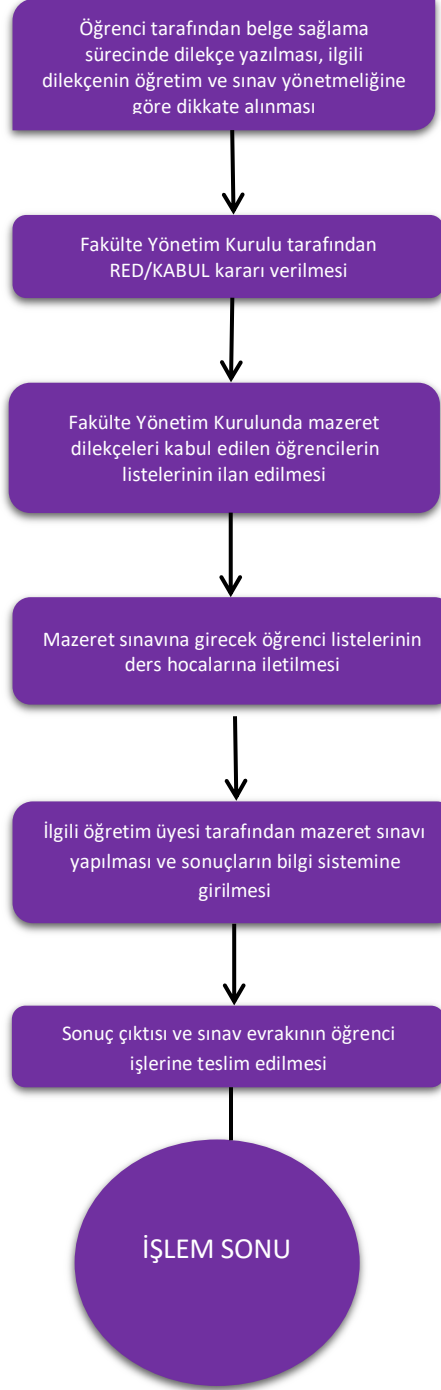 Öğrenci tarafından belge sağlama
sürecinde dilekçe yazılması, ilgili
dilekçenin öğretim ve sınav yönetmeliğine
göre dikkate alınması
Fakülte Yönetim Kurulu tarafından
RED/KABUL kararı verilmesi
Fakülte Yönetim Kurulunda mazeret
dilekçeleri kabul edilen öğrencilerin
listelerinin ilan edilmesi
Mazeret sınavına girecek öğrenci listelerinin
ders hocalarına iletilmesi
İlgili öğretim üyesi tarafından mazeret sınavı
yapılması ve sonuçların bilgi sistemine
girilmesi
Sonuç çıktısı ve sınav evrakının öğrenci
işlerine teslim edilmesi
İŞLEM SONU